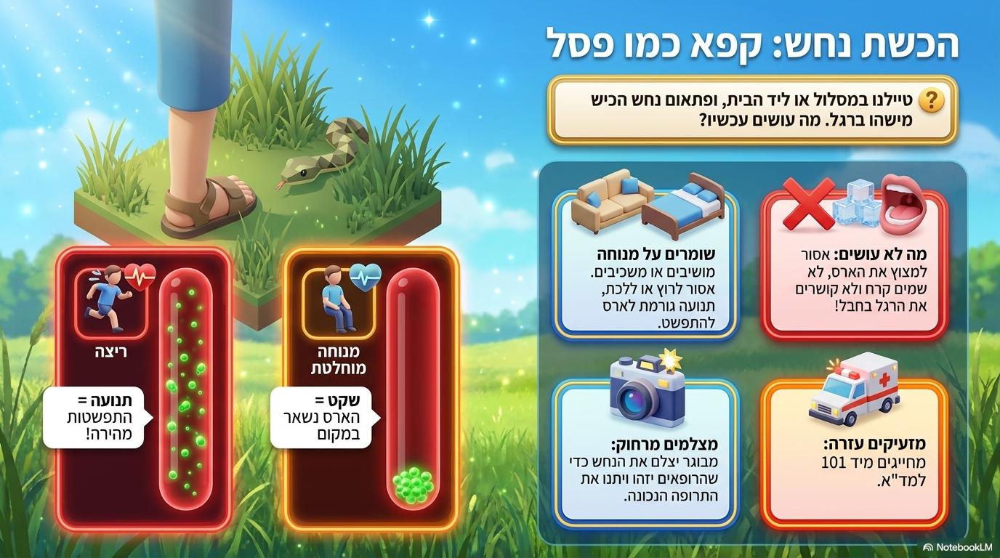 הכשת נחש: קפא כמו פסל
טיילנו במסלול או ליד הבית, ופתאום נחש הכיש
מישהו ברגל. מה עושים עכשיו?
מה לא עושים: אסור
למצוץ את הארס, לא
שמים קרח ולא קושרים
את הרגל בחבל!
שומרים על מנוחה
מושיבים או משכיבים.
אסור לרוץ או ללכת,
תנועה גורמת לארס
להתפשט.
מזעיקים עזרה:
מחייגים מיד 101
למד"א.
מצלמים מרחוק:
מבוגר יצלם את הנחש כדי
שהרופאים יזהו ויתנו את
התרופה הנכונה.
מנוחה
מוחלטת
שקט =
הארס נשאר
במקום
ריצה
תנועה =
התפשטות
מהירה!
NotebookLM